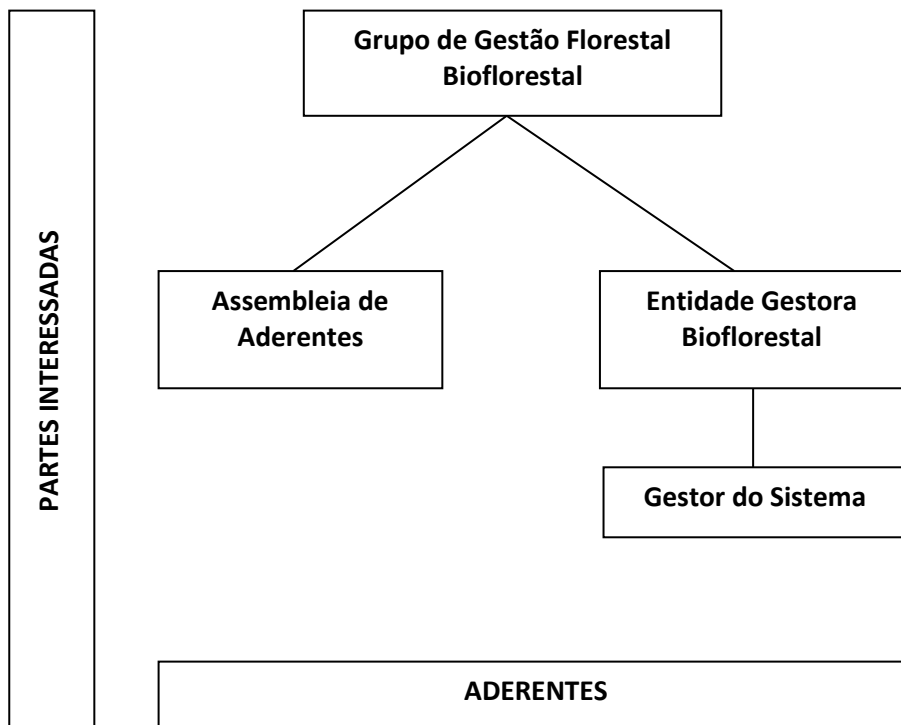 Grupo de Gestão Florestal
Bioflorestal
PARTES INTERESSADAS
Assembleia de
Aderentes
Entidade Gestora
Bioflorestal
Gestor do Sistema
ADERENTES